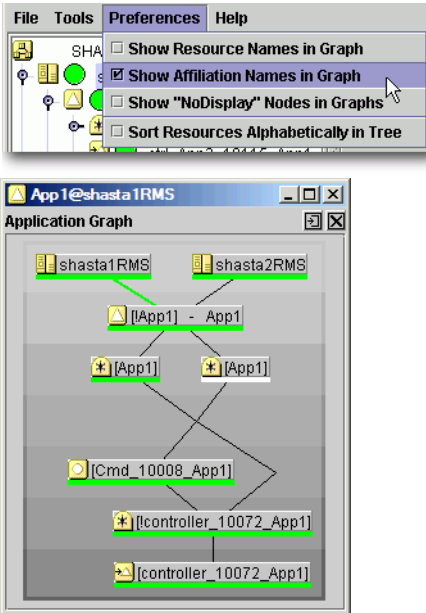 File Tools Preferences Help
SHA
Show Resource Names in Graph
Show Affiliation Names in Graph
Show "NoDisplay" Nodes in Graphs
Sort Resources Alphabetically in Tree
App1@shasta1RMS
Application Graph
shasta1RMS shasta2RMS
[!App1] - App1
[App1] [App1]
[Cmd_10008_App1]
[!controller_10072_App1]
[controller_10072_App1]